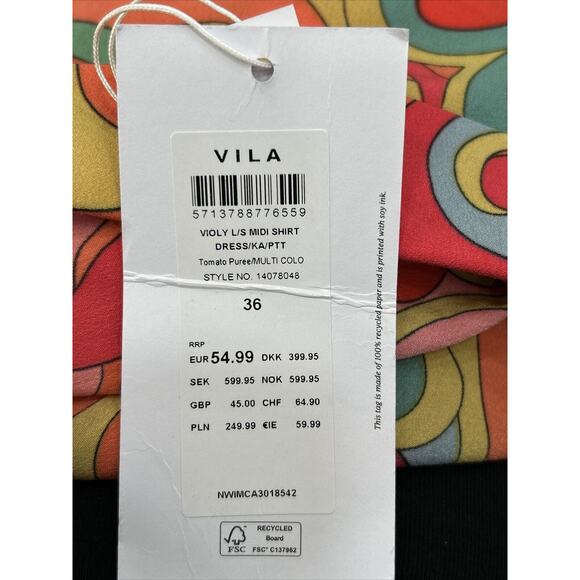 VILA
5713788776559
VIOLY L/S MIDI SHIRT
DRESS/KA/PTT
Tomato Puree/MULTI COLO
STYLE NO. 14078048
36
RRP
EUR 54.99 DKK 399.95
SEK 599.95 NOK 599.95
GBP 45.00 CHF 64.90
PLN 249.99 €IE 59.99
NWIMCA3018542
FSC
RECYCLED
Board
FSC® C137962
This tag is made of 100% recycled paper and is printed with soy ink.